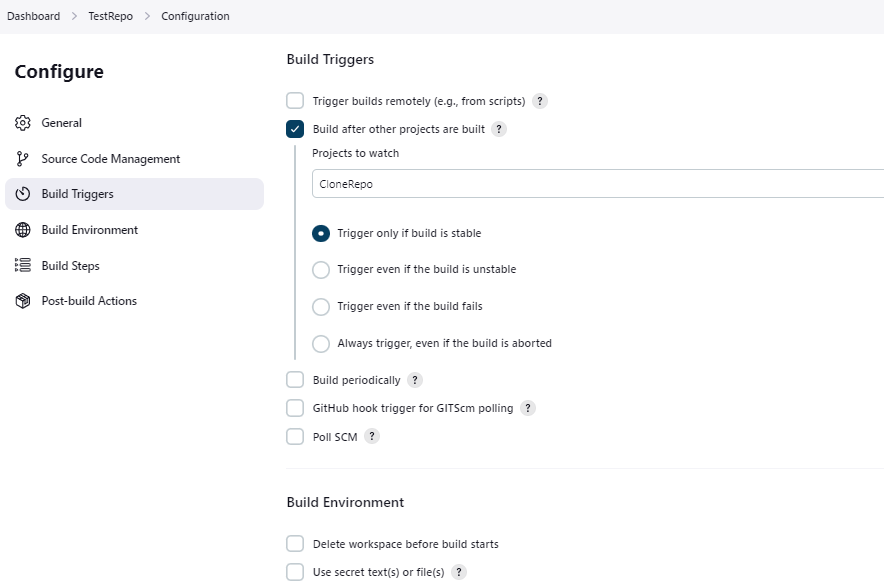 Dashboard > TestRepo > Configuration
Configure
General
Source Code Management
Build Triggers
Build Environment
Build Steps
Post-build Actions
Build Triggers
Trigger builds remotely (e.g., from scripts) ?
Build after other projects are built ?
Projects to watch
CloneRepo
Trigger only if build is stable
Trigger even if the build is unstable
Trigger even if the build fails
Always trigger, even if the build is aborted
Build periodically ?
GitHub hook trigger for GITScm polling ?
Poll SCM ?
Build Environment
Delete workspace before build starts
Use secret text(s) or file(s) ?